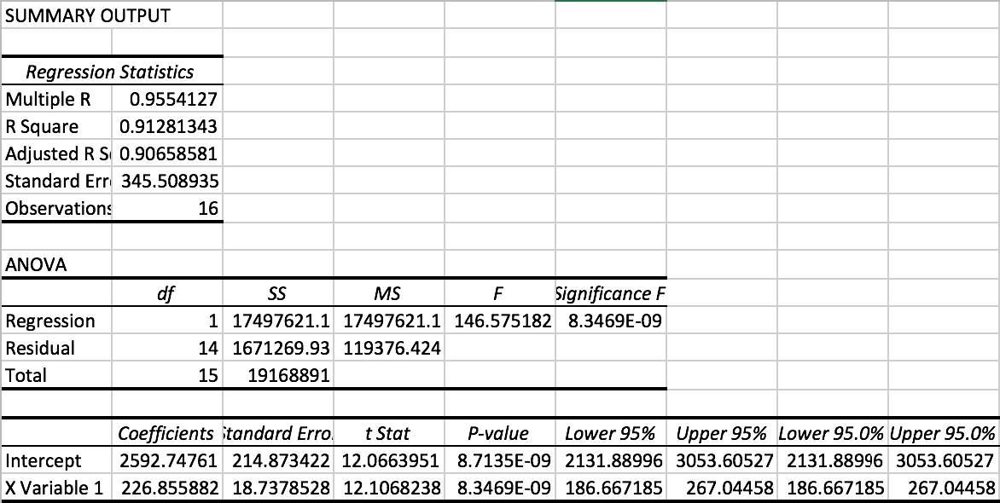 SUMMARY OUTPUT
Regression Statistics
Multiple R 0.9554127
R Square 0.91281343
Adjusted R S 0.90658581
Standard Err 345.508935
Observations 16
ANOVA
df SS MS F Significance F
Regression 1 17497621.1 17497621.1 146.575182 8.3469E-09
Residual 14 1671269.93 119376.424
Total 15 19168891
Coefficients Standard Erro t Stat P-value Lower 95% Upper 95% Lower 95.0% Upper 95.0%
Intercept 2592.74761 214.873422 12.0663951 8.7135E-09 2131.88996 3053.60527 2131.88996 3053.60527
X Variable 1 226.855882 18.7378528 12.1068238 8.3469E-09 186.667185 267.04458 186.667185 267.04458